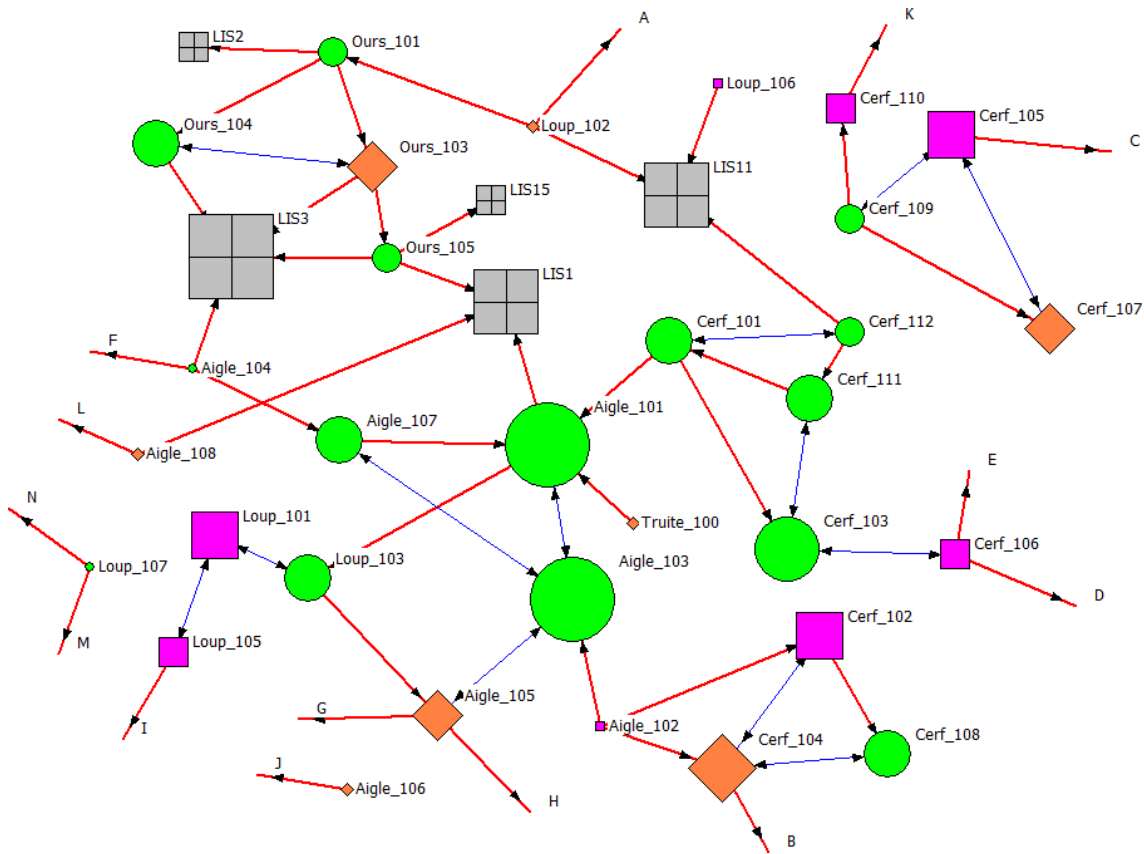 A
K
LIS2
Ours_101
Loup_106
Cerf_110
Cerf_105
Ours_104
Loup_102
C
Ours_103
LIS11
LIS15
LIS3
Cerf_109
Ours_105
LIS1
Cerf_107
Cerf_101
Cerf_112
F
Aigle_104
Cerf_111
L
Aigle_107
Aigle_101
Aigle_108
E
N
Loup_101
Truite_100
Cerf_103
Cerf_106
Loup_103
Aigle_103
Loup_107
D
M
Loup_105
Cerf_102
Aigle_105
G
I
Aigle_102
Cerf_104
Cerf_108
J
Aigle_106
H
B